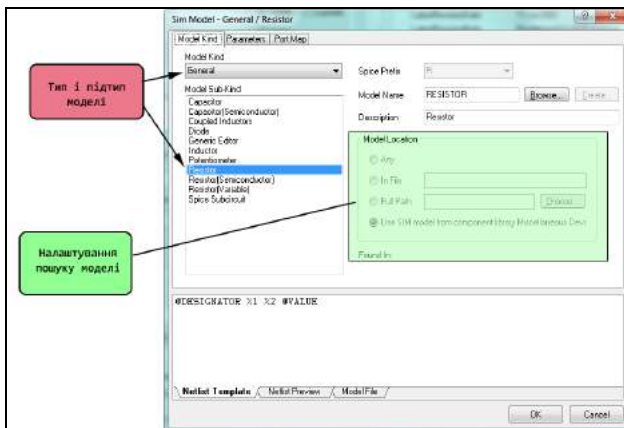 Sim Model - General / Resistor
Model Kind Parameters Port Map
Model Kind
General
Model Sub-Kind
Capacitor
Capacitor(Semiconductor)
Coupled Inductors
Diode
Generic Editor
Inductor
Potentiometer
Resistor
Resistor(Semiconductor)
Resistor(Variable)
Spice Subcircuit
Spice Prefix R
Model Name RESISTOR Browse... Create...
Description Resistor
Model Location
Any
In File
Full Path Choose...
Use SIM model from component library Miscellaneous Devi
Found In:
Тип і підтип
моделі
Налаштування
пошуку моделі
@DESIGNATOR %1 %2 @VALUE
Netlist Template Netlist Preview Model File
OK Cancel